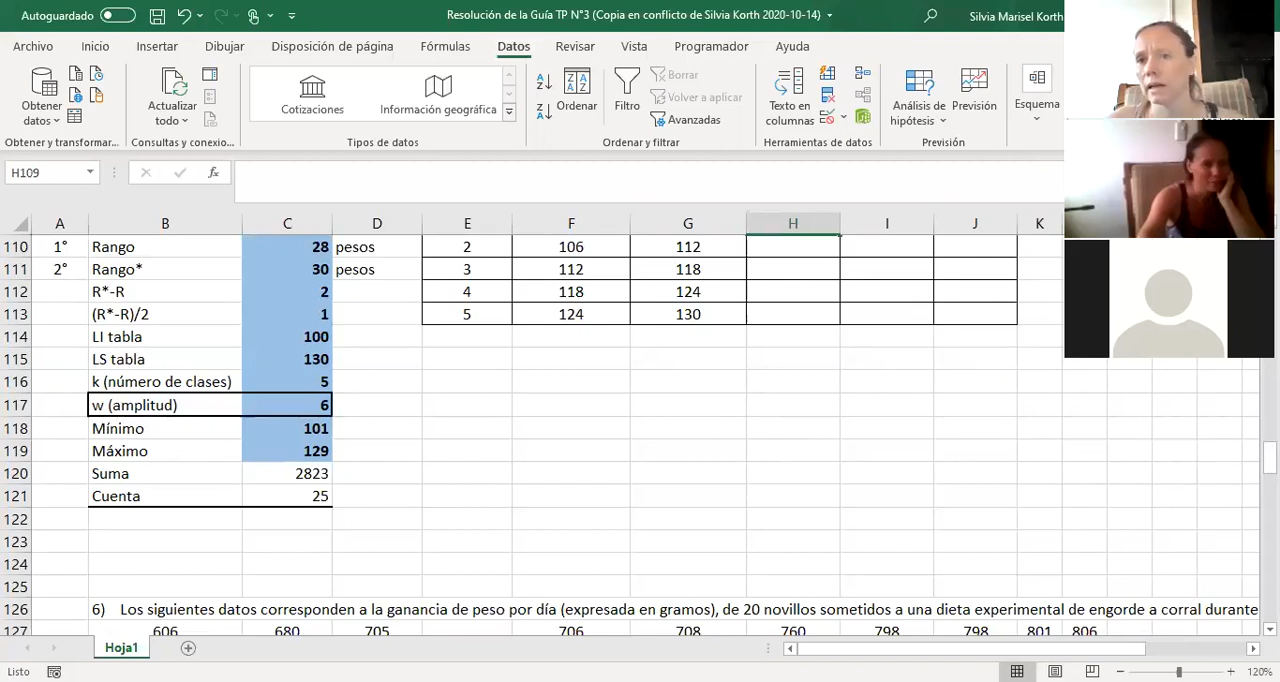 Autoguardado
Resolución de la Guía TP N°3 (Copia en conflicto de Silvia Korth 2020-10-14)
Silvia Marisel Korth
Archivo Inicio Insertar Dibujar Disposición de página Fórmulas Datos Revisar Vista Programador Ayuda
Obtener datos
Actualizar todo
Cotizaciones
Información geográfica
Ordenar
Filtro
Borrar
Volver a aplicar
Avanzadas
Texto en columnas
Análisis de hipótesis
Previsión
Esquema
Obtener y transformar...
Consultas y conexio...
Tipos de datos
Ordenar y filtrar
Herramientas de datos
Previsión
H109
fx
A B C D E F G H I J K
110 1° Rango 28 pesos 2 106 112
111 2° Rango* 30 pesos 3 112 118
112 R*-R 2 4 118 124
113 (R*-R)/2 1 5 124 130
114 LI tabla 100
115 LS tabla 130
116 k (número de clases) 5
117 w (amplitud) 6
118 Mínimo 101
119 Máximo 129
120 Suma 2823
121 Cuenta 25
122
123
124
125
126 6) Los siguientes datos corresponden a la ganancia de peso por día (expresada en gramos), de 20 novillos sometidos a una dieta experimental de engorde a corral durante
127 606 680 705 706 708 760 798 798 801 806
Hoja1
Listo
120%